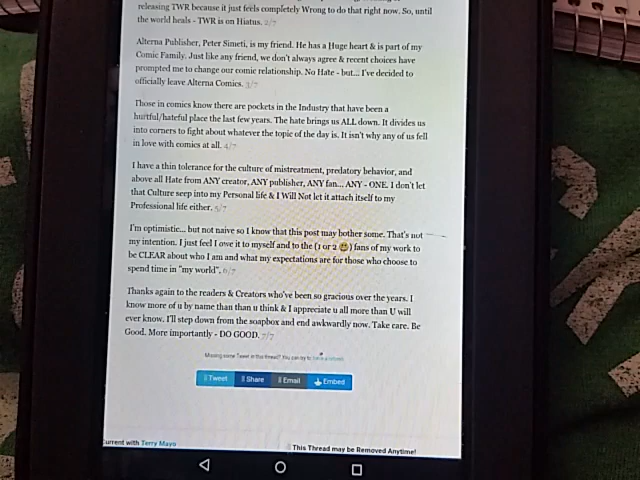 releasing TWR because it just feels completely Wrong to do that right now. So, until
the world heals - TWR is on Hiatus. 2/7
Alterna Publisher, Peter Simeti, is my friend. He has a Huge heart & is part of my
Comic Family. Just like any friend, we don't always agree & recent choices have
prompted me to change our comic relationship. No Hate - but... I've decided to
officially leave Alterna Comics. 3/7
Those in comics know there are pockets in the Industry that have been a
hurtful/hateful place the last few years. The hate brings us ALL down. It divides us
into corners to fight about whatever the topic of the day is. It isn't why any of us fell
in love with comics at all. 4/7
I have a thin tolerance for the culture of mistreatment, predatory behavior, and
above all Hate from ANY creator, ANY publisher, ANY fan... ANY - ONE. I don't let
that Culture seep into my Personal life & I Will Not let it attach itself to my
Professional life either. 5/7
I'm optimistic... but not naive so I know that this post may bother some. That's not
my intention. I just feel I owe it to myself and to the (1 or 2 😃) fans of my work to
be CLEAR about who I am and what my expectations are for those who choose to
spend time in "my world". 6/7
Thanks again to the readers & Creators who've been so gracious over the years. I
know more of u by name than than u think & I appreciate u all more than U will
ever know. I'll step down from the soapbox and end awkwardly now. Take care. Be
Good. More importantly - DO GOOD. 7/7
Missing some Tweet in this thread? You can try to
Tweet Share Email Embed
urrent with Terry Mayo
This Thread may be Removed Anytime!